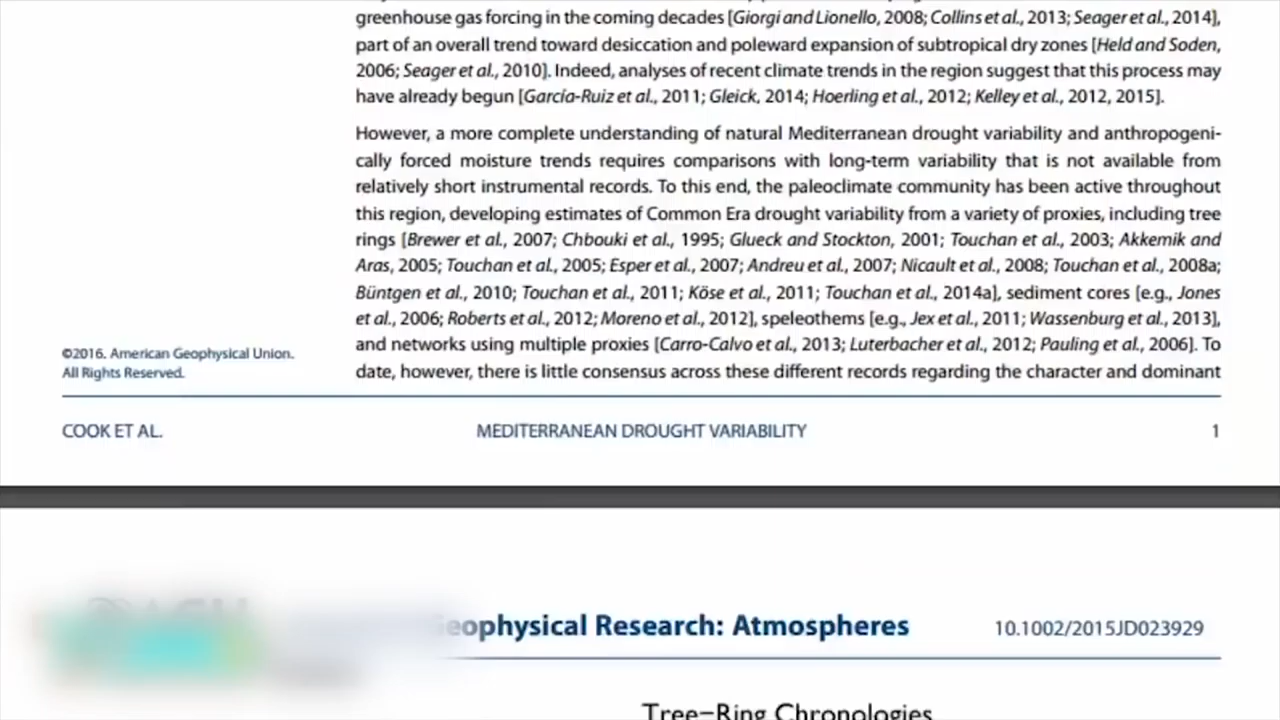 greenhouse gas forcing in the coming decades [Giorgi and Lionello, 2008; Collins et al., 2013; Seager et al., 2014],
part of an overall trend toward desiccation and poleward expansion of subtropical dry zones [Held and Soden,
2006; Seager et al., 2010]. Indeed, analyses of recent climate trends in the region suggest that this process may
have already begun [García-Ruiz et al., 2011; Gleick, 2014; Hoerling et al., 2012; Kelley et al., 2012, 2015].
However, a more complete understanding of natural Mediterranean drought variability and anthropogeni-
cally forced moisture trends requires comparisons with long-term variability that is not available from
relatively short instrumental records. To this end, the paleoclimate community has been active throughout
this region, developing estimates of Common Era drought variability from a variety of proxies, including tree
rings [Brewer et al., 2007; Chbouki et al., 1995; Glueck and Stockton, 2001; Touchan et al., 2003; Akkemik and
Aras, 2005; Touchan et al., 2005; Esper et al., 2007; Andreu et al., 2007; Nicault et al., 2008; Touchan et al., 2008a;
Büntgen et al., 2010; Touchan et al., 2011; Köse et al., 2011; Touchan et al., 2014a], sediment cores [e.g., Jones
et al., 2006; Roberts et al., 2012; Moreno et al., 2012], speleothems [e.g., Jex et al., 2011; Wassenburg et al., 2013],
and networks using multiple proxies [Carro-Calvo et al., 2013; Luterbacher et al., 2012; Pauling et al., 2006]. To
date, however, there is little consensus across these different records regarding the character and dominant
©2016. American Geophysical Union.
All Rights Reserved.
COOK ET AL. MEDITERRANEAN DROUGHT VARIABILITY 1
eophysical Research: Atmospheres 10.1002/2015JD023929
Tree-Ring Chronologies